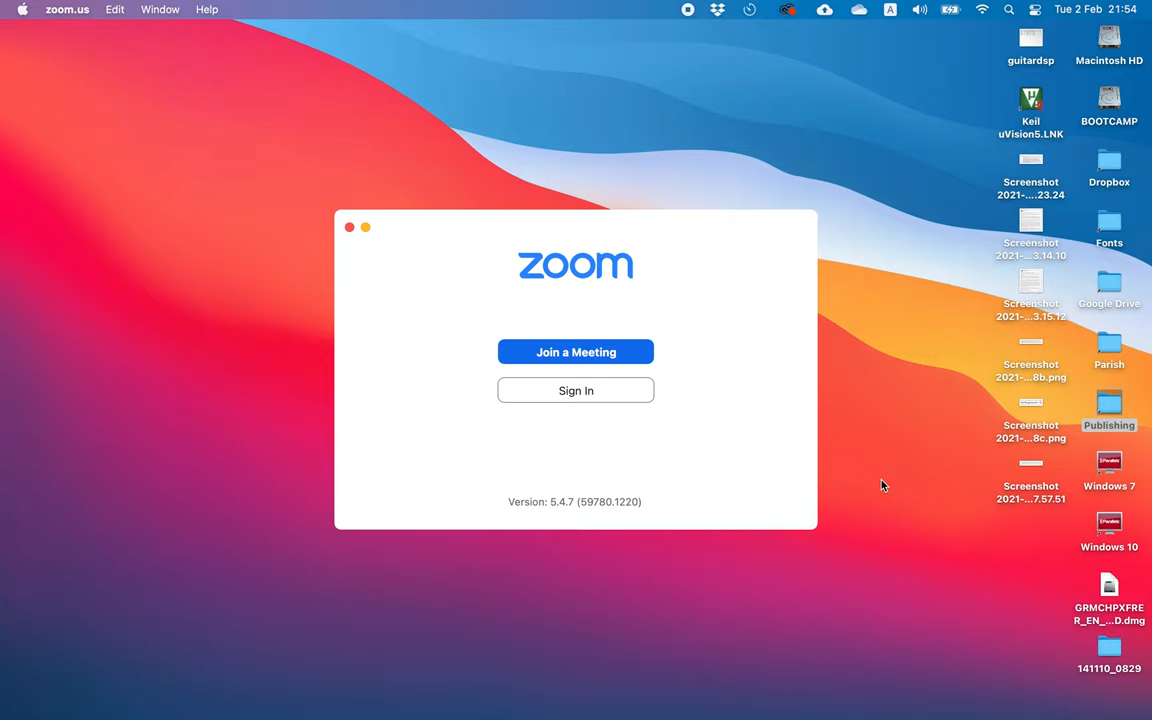 zoom.us Edit Window Help
A
Tue 2 Feb 21:54
guitardsp
Macintosh HD
Keil
uVision5.LNK
BOOTCAMP
Screenshot
2021-....23.24
Dropbox
Screenshot
2021-...3.14.10
Fonts
Screenshot
2021-...3.15.12
Google Drive
Screenshot
2021-...8b.png
Parish
Screenshot
2021-...8c.png
Publishing
Screenshot
2021-...7.57.51
Windows 7
Windows 10
GRMCHPXFRE
R_EN_...D.dmg
141110_0829
zoom
Join a Meeting
Sign In
Version: 5.4.7 (59780.1220)